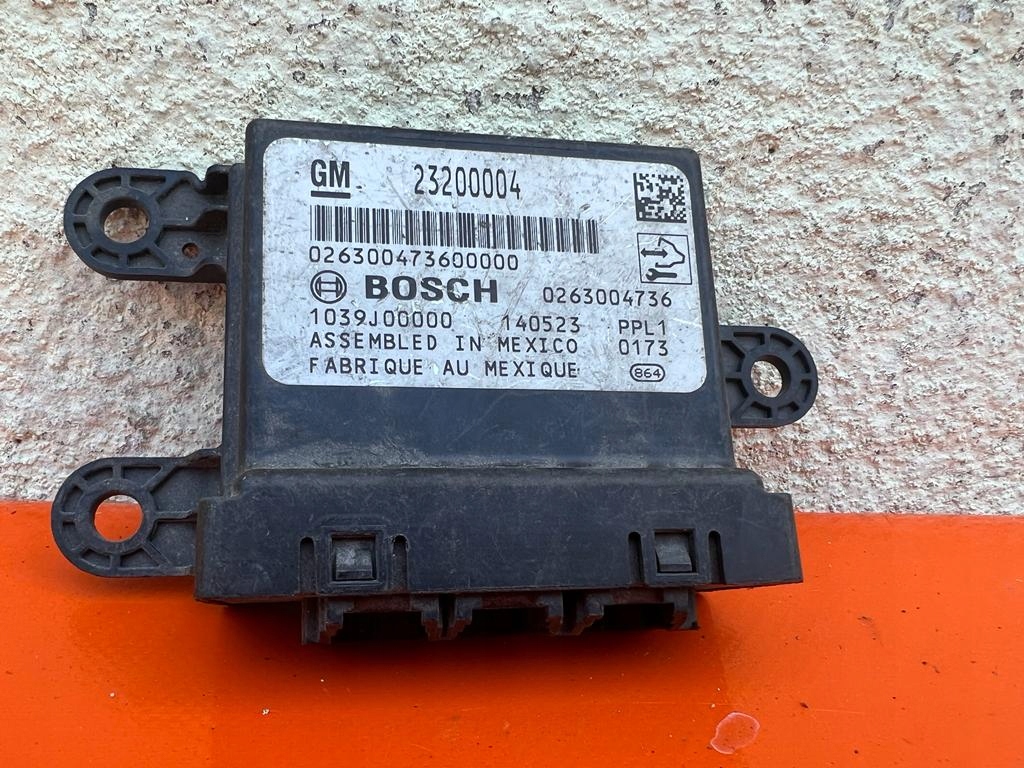 GM 23200004
026300473600000
BOSCH 0263004736
1039J00000 140523 PPL1
ASSEMBLED IN MEXICO 0173
FABRIQUE AU MEXIQUE 864